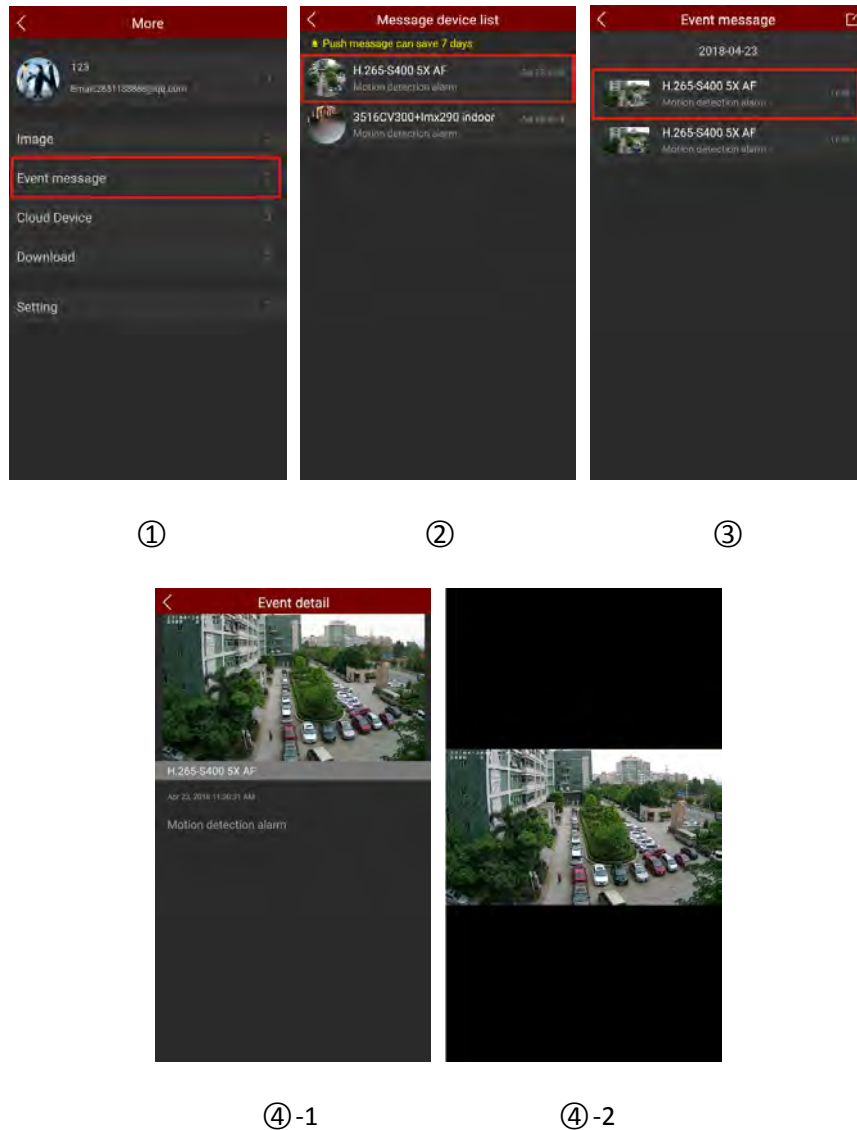 More
123
Image
Event message
Cloud Device
Download
Setting
Message device list
Push message can save 7 days
H.265-S400 5X AF
Motion detection alarm
3516CV300+Imx290 indoor
Motion detection alarm
Event message
2018-04-23
H.265-S400 5X AF
Motion detection alarm
H.265-S400 5X AF
Motion detection alarm
①
②
③
Event detail
H.265-S400 5X AF
Apr 23, 2018
Motion detection alarm
④-1
④-2